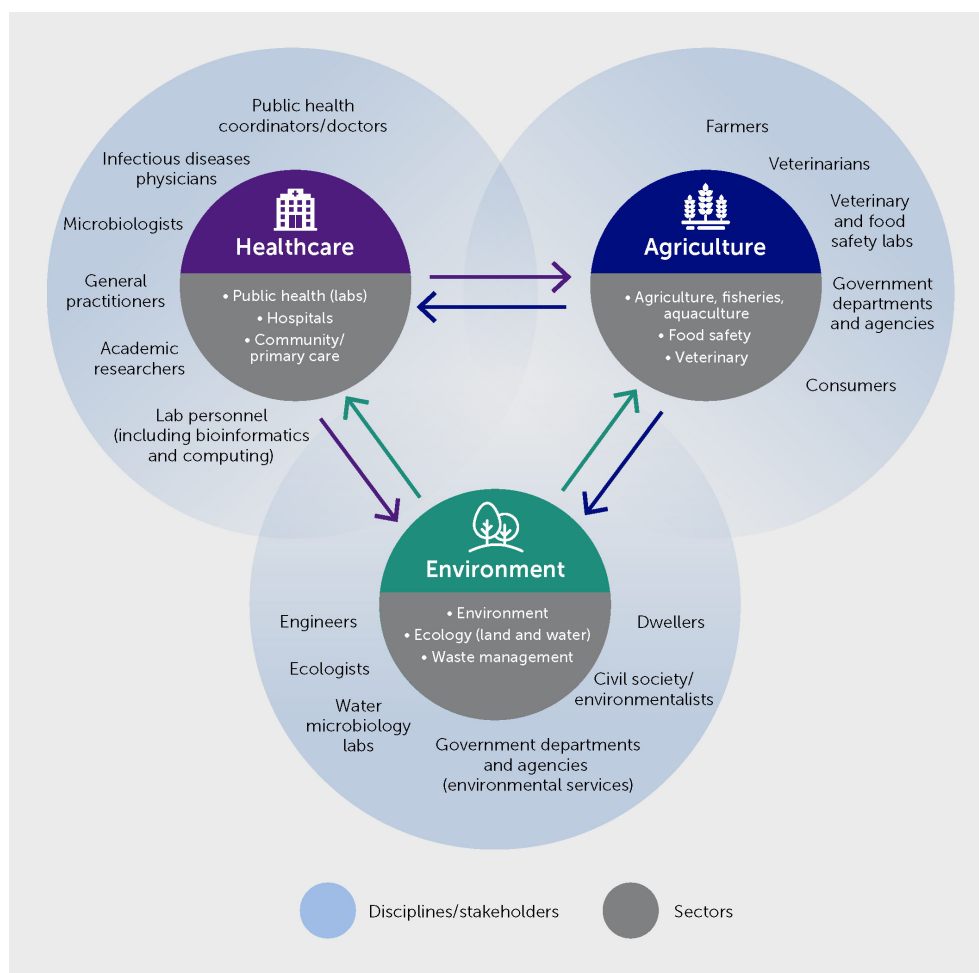 Public health
coordinators/doctors
Infectious diseases
physicians
Microbiologists
General
practitioners
Academic
researchers
Lab personnel
(including bioinformatics
and computing)
Healthcare
• Public health (labs)
• Hospitals
• Community/
primary care
Farmers
Veterinarians
Veterinary
and food
safety labs
Government
departments
and agencies
Consumers
Agriculture
• Agriculture, fisheries,
aquaculture
• Food safety
• Veterinary
Environment
• Environment
• Ecology (land and water)
• Waste management
Engineers
Ecologists
Water
microbiology
labs
Government departments
and agencies
(environmental services)
Dwellers
Civil society/
environmentalists
Disciplines/stakeholders
Sectors